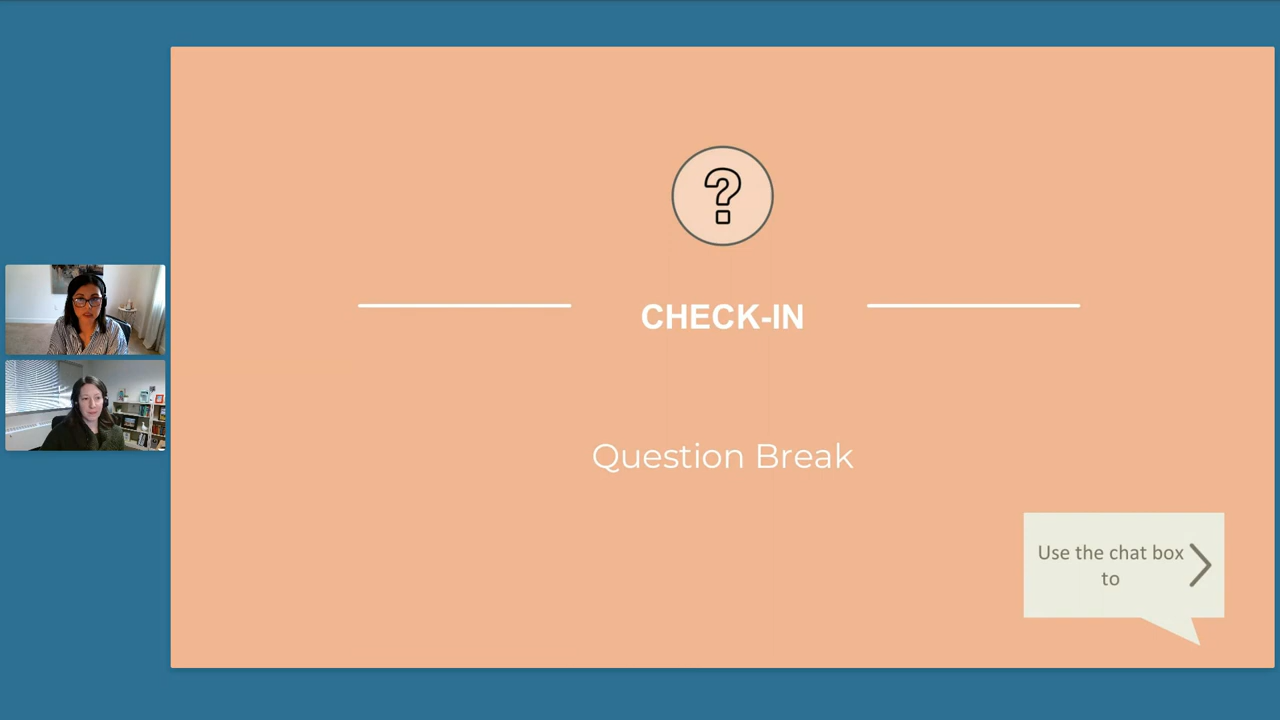 ?
CHECK-IN
Question Break
Use the chat box
to